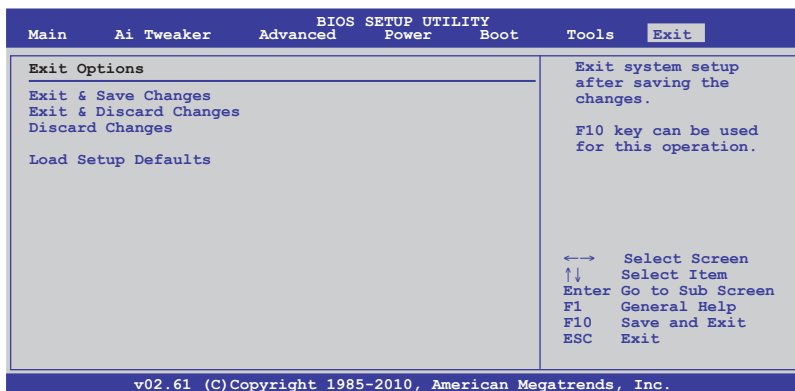 BIOS SETUP UTILITY
Main Ai Tweaker Advanced Power Boot Tools Exit
Exit Options
Exit & Save Changes
Exit & Discard Changes
Discard Changes
Load Setup Defaults
Exit system setup
after saving the
changes.
F10 key can be used
for this operation.
←→ Select Screen
↑↓ Select Item
Enter Go to Sub Screen
F1 General Help
F10 Save and Exit
ESC Exit
v02.61 (C)Copyright 1985-2010, American Megatrends, Inc.